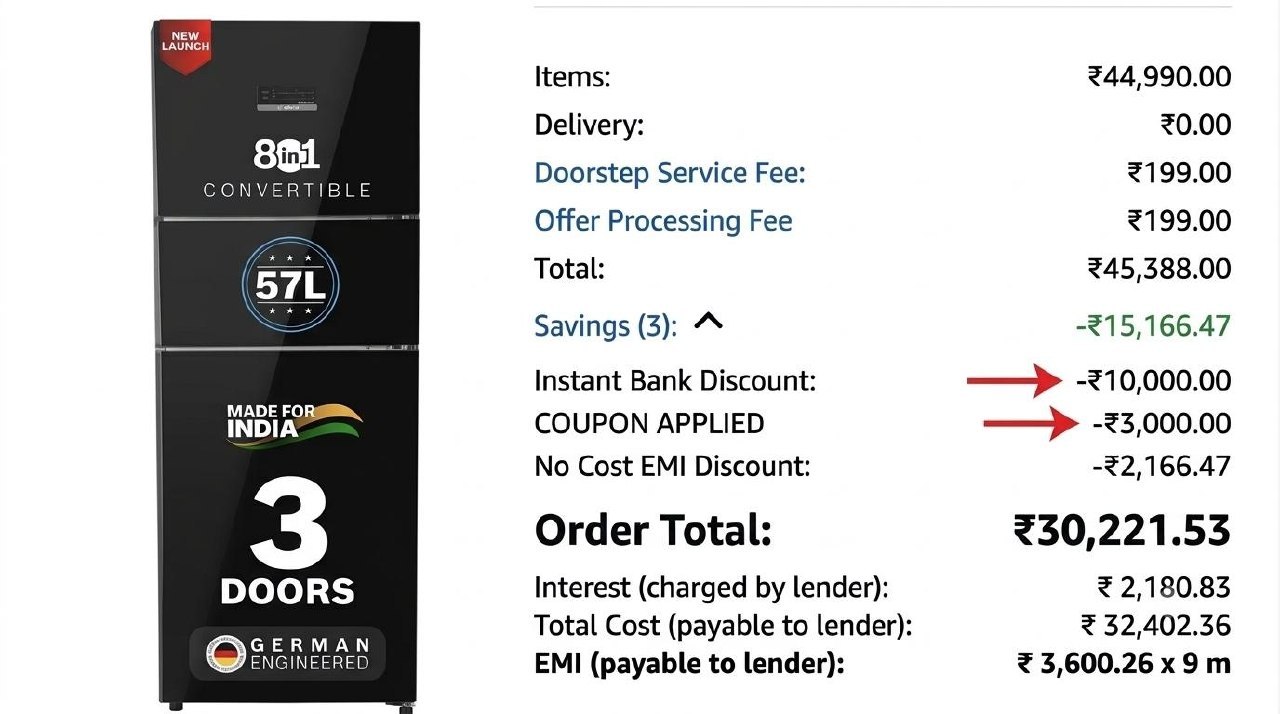 NEW
LAUNCH
8in1
CONVERTIBLE
★ ★ ★
57L
★ ★ ★
MADE FOR
INDIA
3
DOORS
GERMAN
ENGINEERED
Items: ₹44,990.00
Delivery: ₹0.00
Doorstep Service Fee: ₹199.00
Offer Processing Fee ₹199.00
Total: ₹45,388.00
Savings (3): -₹15,166.47
Instant Bank Discount: -₹10,000.00
COUPON APPLIED -₹3,000.00
No Cost EMI Discount: -₹2,166.47
Order Total: ₹30,221.53
Interest (charged by lender): ₹ 2,180.83
Total Cost (payable to lender): ₹ 32,402.36
EMI (payable to lender): ₹ 3,600.26 x 9 m